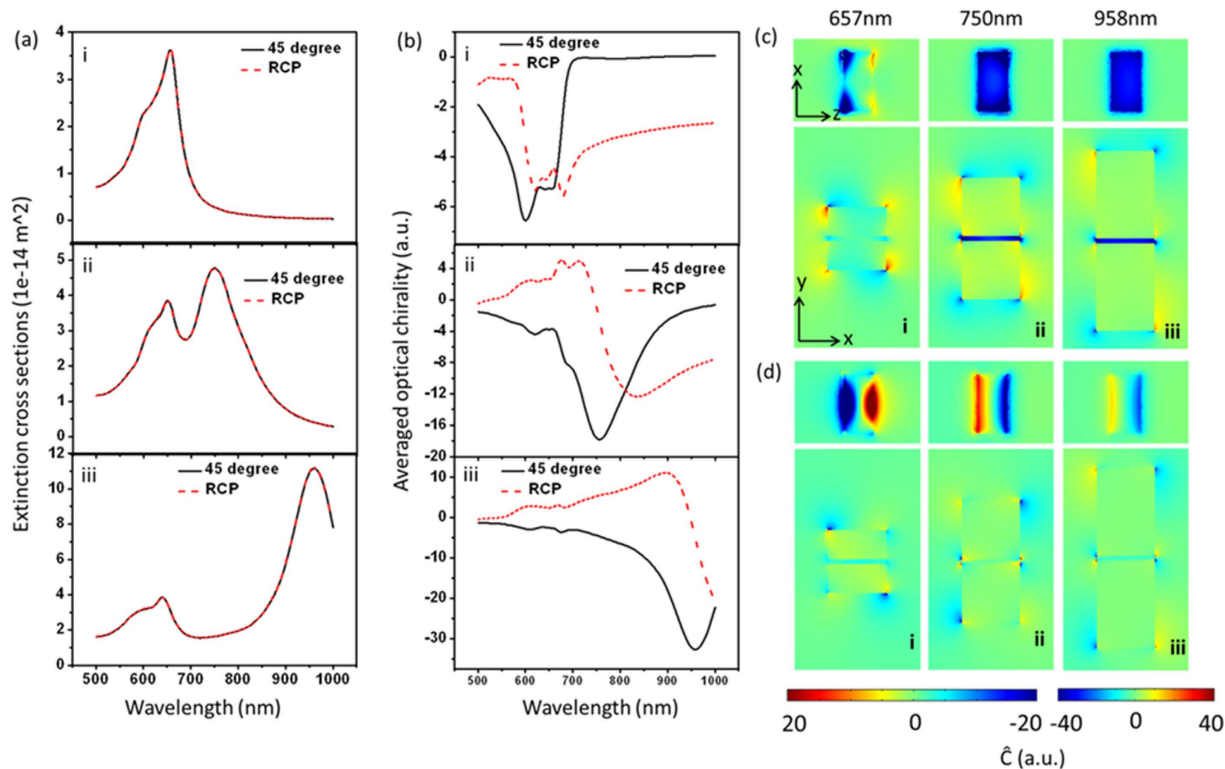 (a)
i
45 degree
RCP
4
3
2
1
0
ii
45 degree
RCP
5
4
3
2
1
0
iii
45 degree
RCP
12
10
8
6
4
2
0
500 600 700 800 900 1000
Wavelength (nm)
Extinction cross sections (1e-14 m^2)
(b)
i
45 degree
RCP
0
-2
-4
-6
ii
45 degree
RCP
4
0
-4
-8
-12
-16
-20
iii
45 degree
RCP
10
0
-10
-20
-30
500 600 700 800 900 1000
Wavelength (nm)
Averaged optical chirality (a.u.)
657nm 750nm 958nm
(c)
x
z
y
x
i ii iii
(d)
i ii iii
20 0 -20 -40 0 40
Ĉ (a.u.)